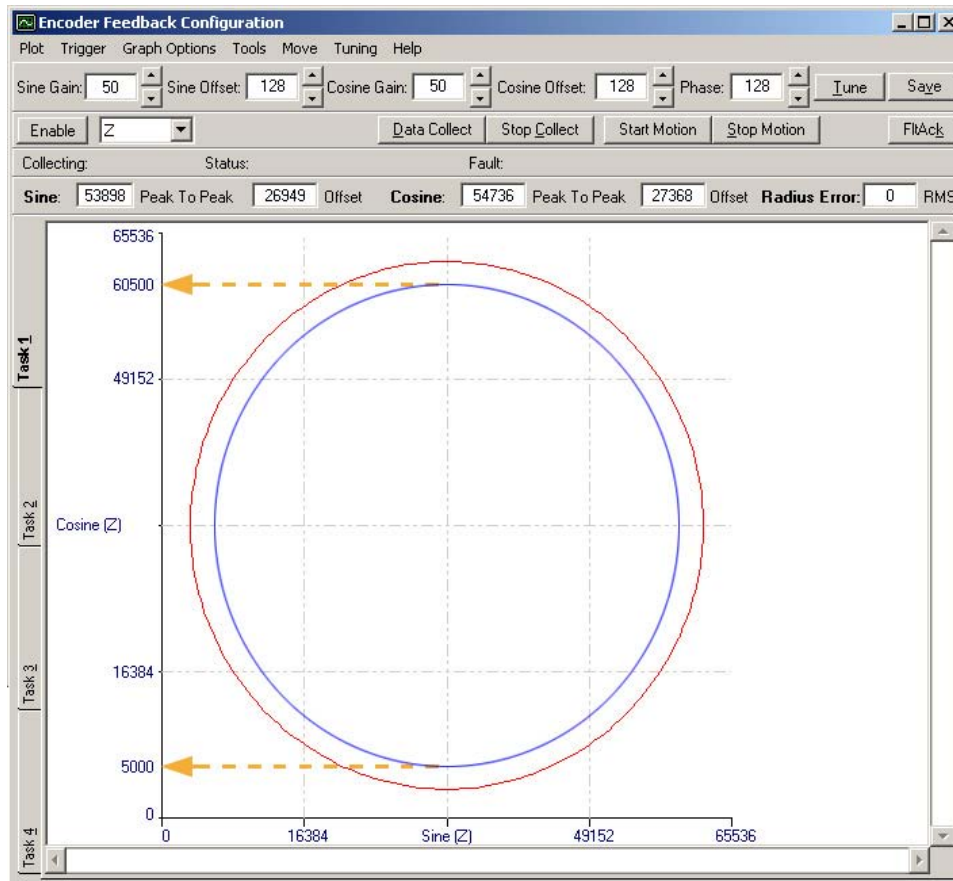 Encoder Feedback Configuration
Plot Trigger Graph Options Tools Move Tuning Help
Sine Gain: 50 Sine Offset: 128 Cosine Gain: 50 Cosine Offset: 128 Phase: 128 Tune Save
Enable Z Data Collect Stop Collect Start Motion Stop Motion FltAck
Collecting: Status: Fault:
Sine: 53898 Peak To Peak 26949 Offset Cosine: 54736 Peak To Peak 27368 Offset Radius Error: 0 RMS
65536
60500
Task 1
49152
Task 2
Cosine (Z)
Task 3
16384
5000
Task 4
0
0 16384 Sine (Z) 49152 65536